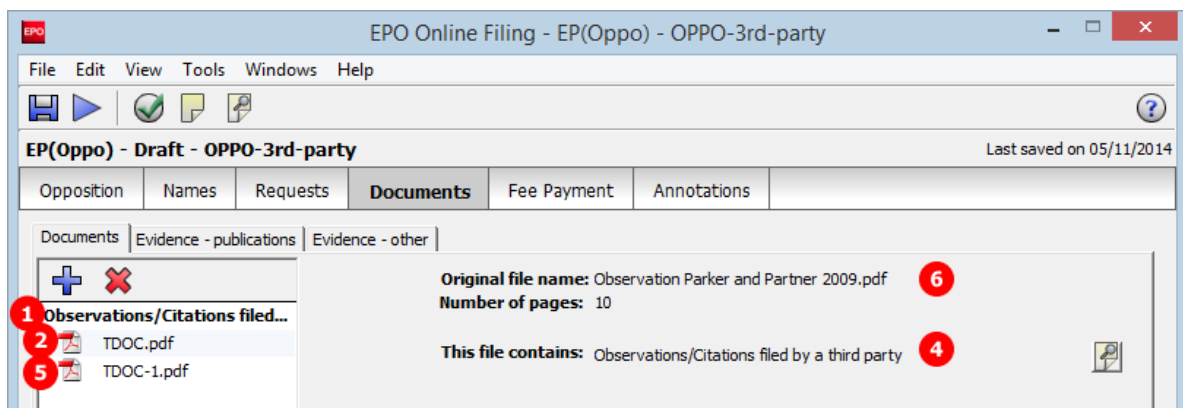 EPO
EPO Online Filing - EP(Oppo) - OPPO-3rd-party
File Edit View Tools Windows Help
?
EP(Oppo) - Draft - OPPO-3rd-party Last saved on 05/11/2014
Opposition Names Requests Documents Fee Payment Annotations
Documents Evidence - publications Evidence - other
Original file name: Observation Parker and Partner 2009.pdf 6
Number of pages: 10
1 Observations/Citations filed...
2 TDOC.pdf
This file contains: Observations/Citations filed by a third party 4
5 TDOC-1.pdf